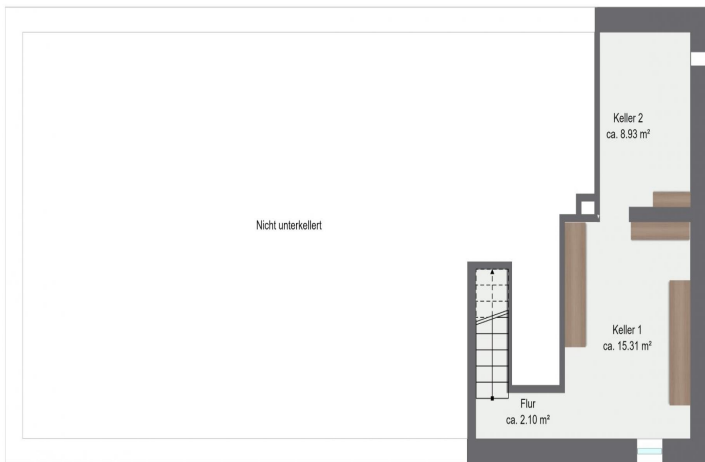 Keller 2
ca. 8.93 m²
Nicht unterkellert
Keller 1
ca. 15.31 m²
Flur
ca. 2.10 m²